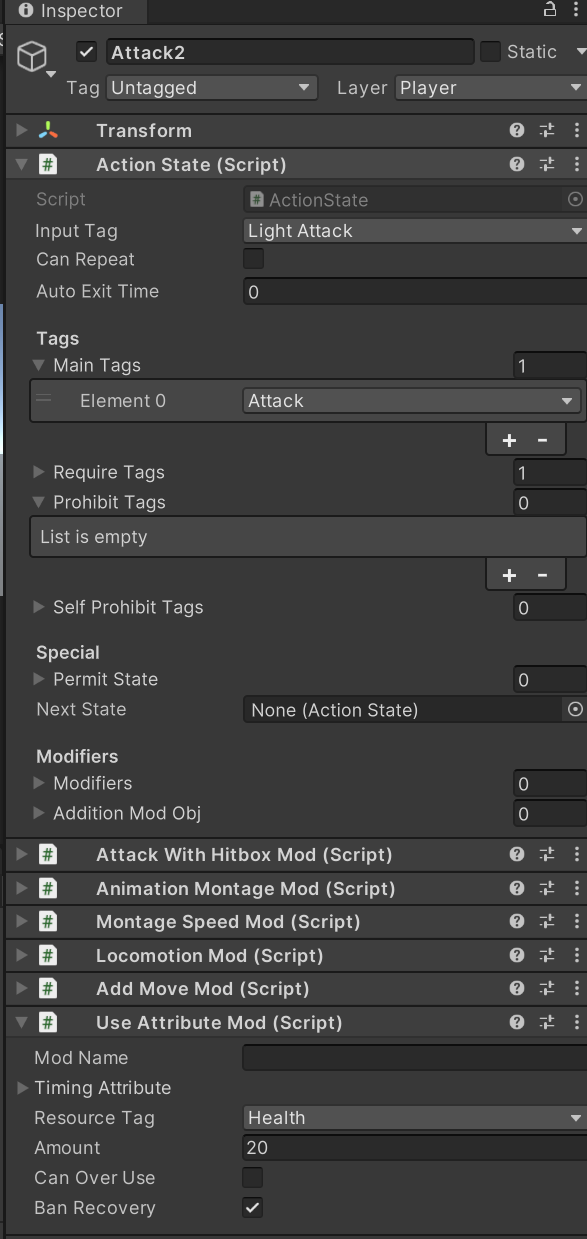 Inspector
Attack2
Static
Tag Untagged Layer Player
Transform
Action State (Script)
Script ActionState
Input Tag Light Attack
Can Repeat
Auto Exit Time 0
Tags
Main Tags 1
Element 0 Attack
+ -
Require Tags 1
Prohibit Tags 0
List is empty
+ -
Self Prohibit Tags 0
Special
Permit State 0
Next State None (Action State)
Modifiers
Modifiers 0
Addition Mod Obj 0
Attack With Hitbox Mod (Script)
Animation Montage Mod (Script)
Montage Speed Mod (Script)
Locomotion Mod (Script)
Add Move Mod (Script)
Use Attribute Mod (Script)
Mod Name
Timing Attribute
Resource Tag Health
Amount 20
Can Over Use
Ban Recovery